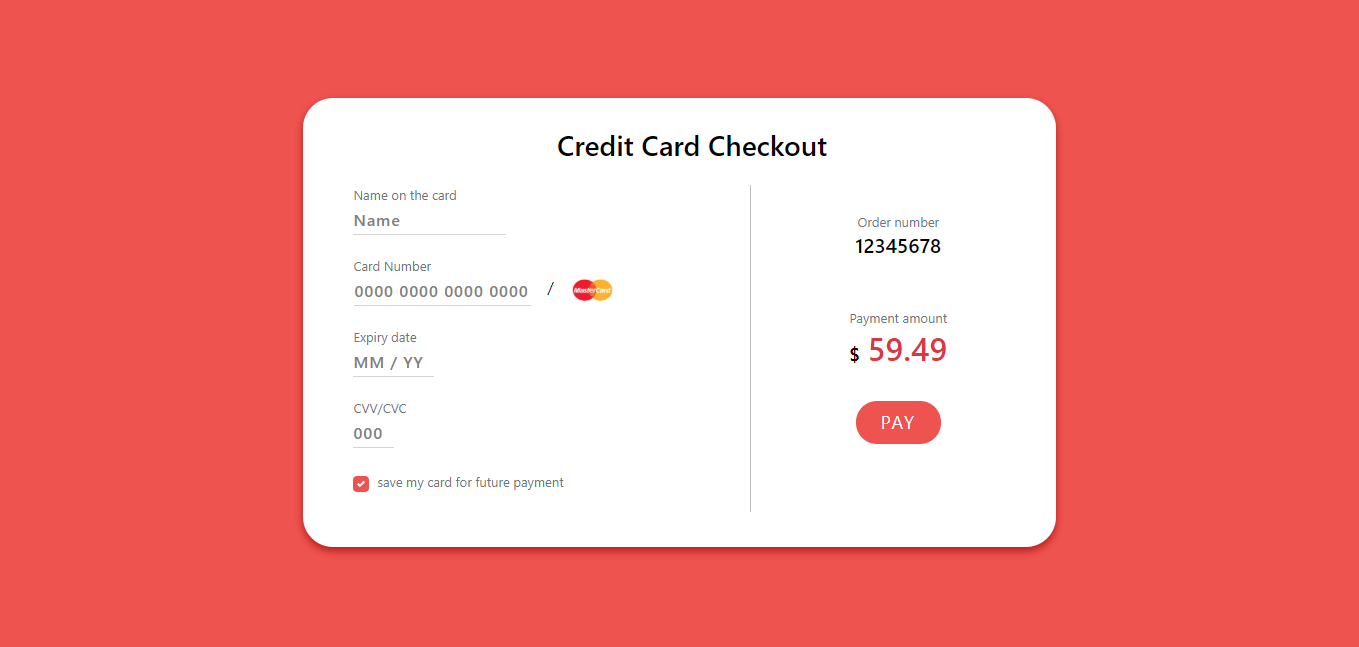 Credit Card Checkout
Name on the card
Name
Card Number
0000 0000 0000 0000 / MasterCard
Expiry date
MM / YY
CVV/CVC
000
save my card for future payment
Order number
12345678
Payment amount
$ 59.49
PAY